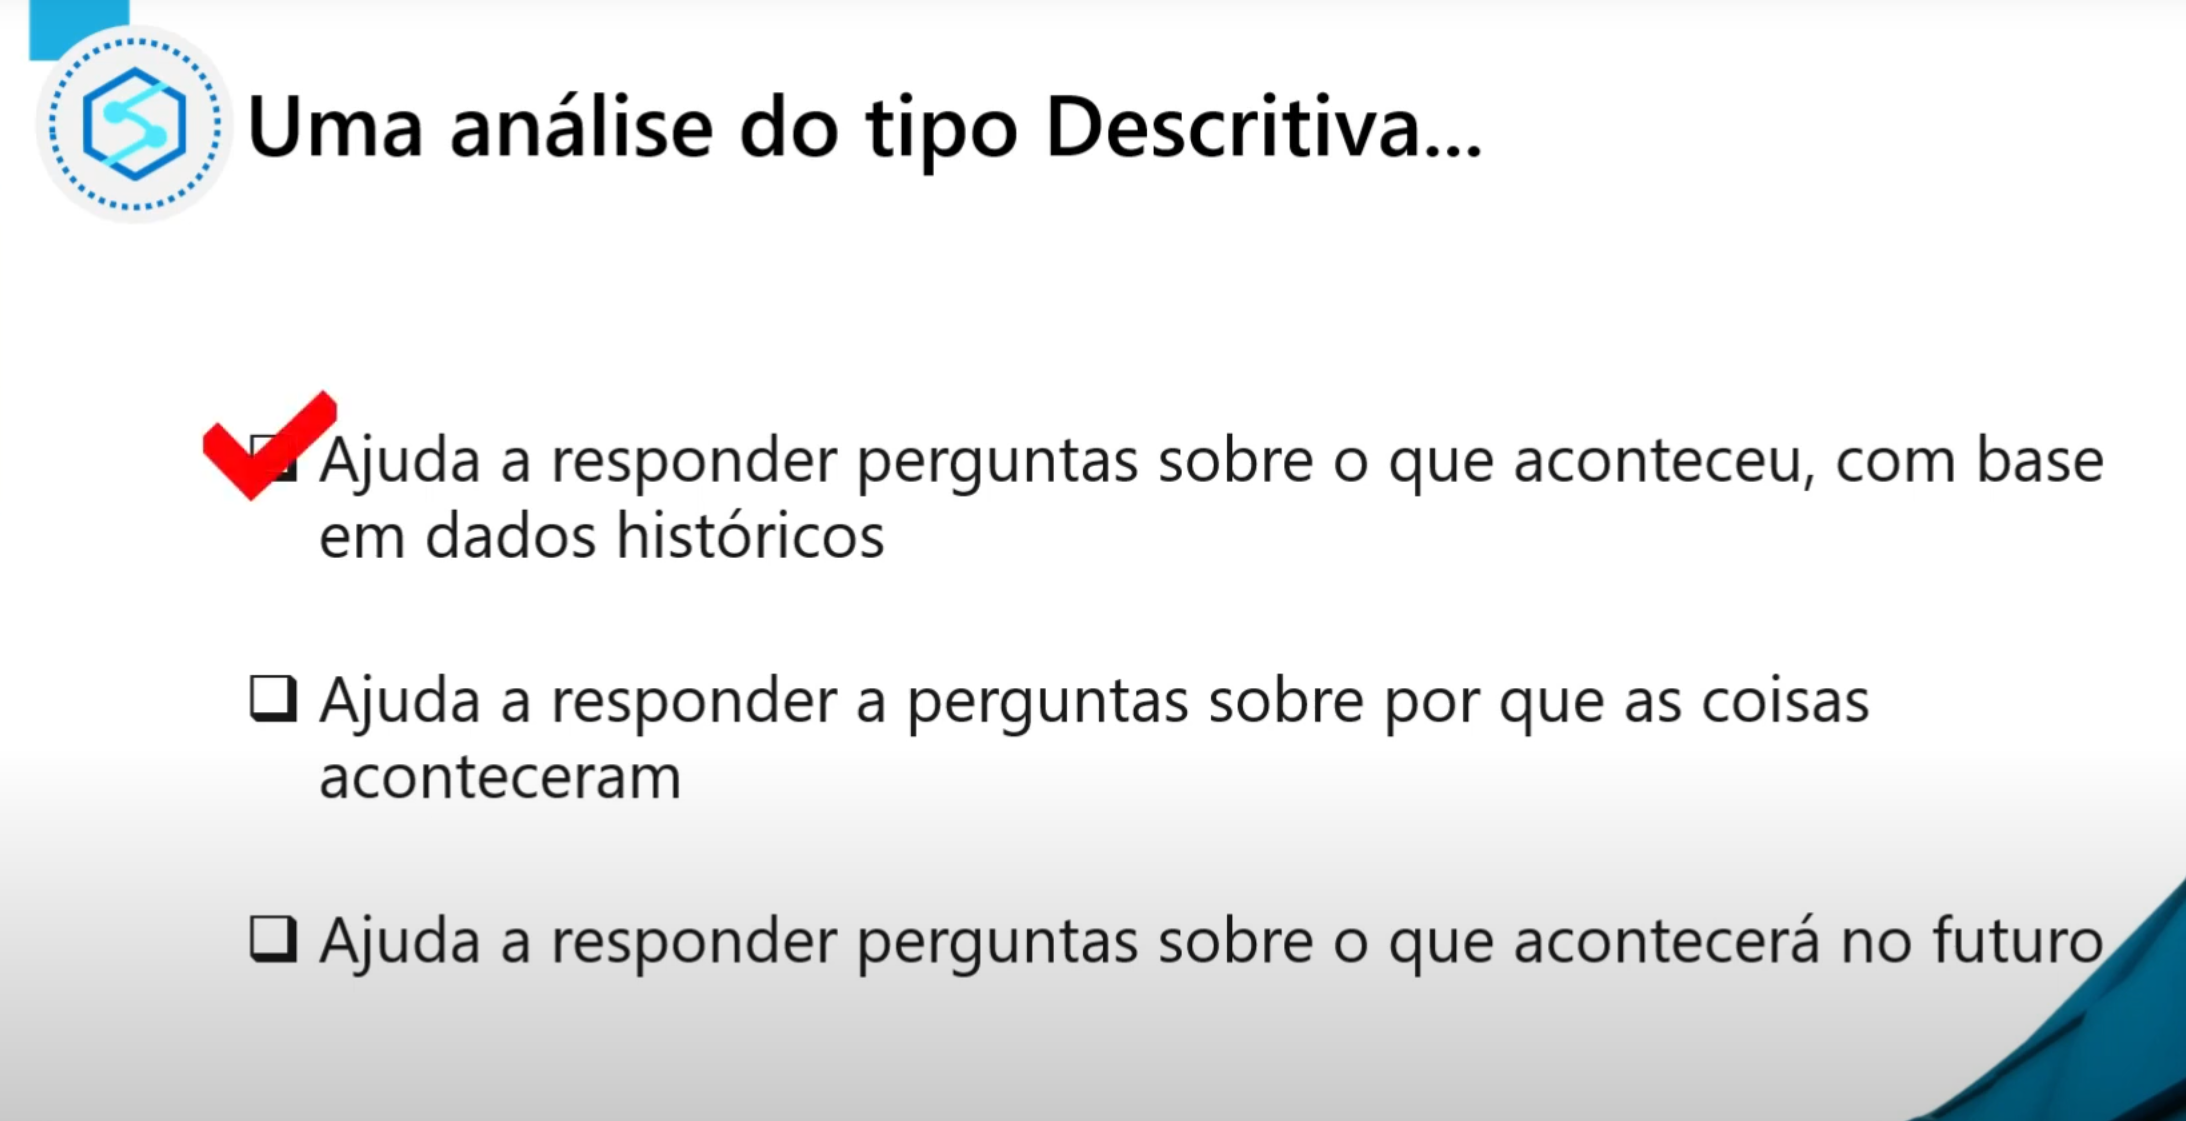 Uma análise do tipo Descritiva...
Ajuda a responder perguntas sobre o que aconteceu, com base
em dados históricos
Ajuda a responder a perguntas sobre por que as coisas
aconteceram
Ajuda a responder perguntas sobre o que acontecerá no futuro